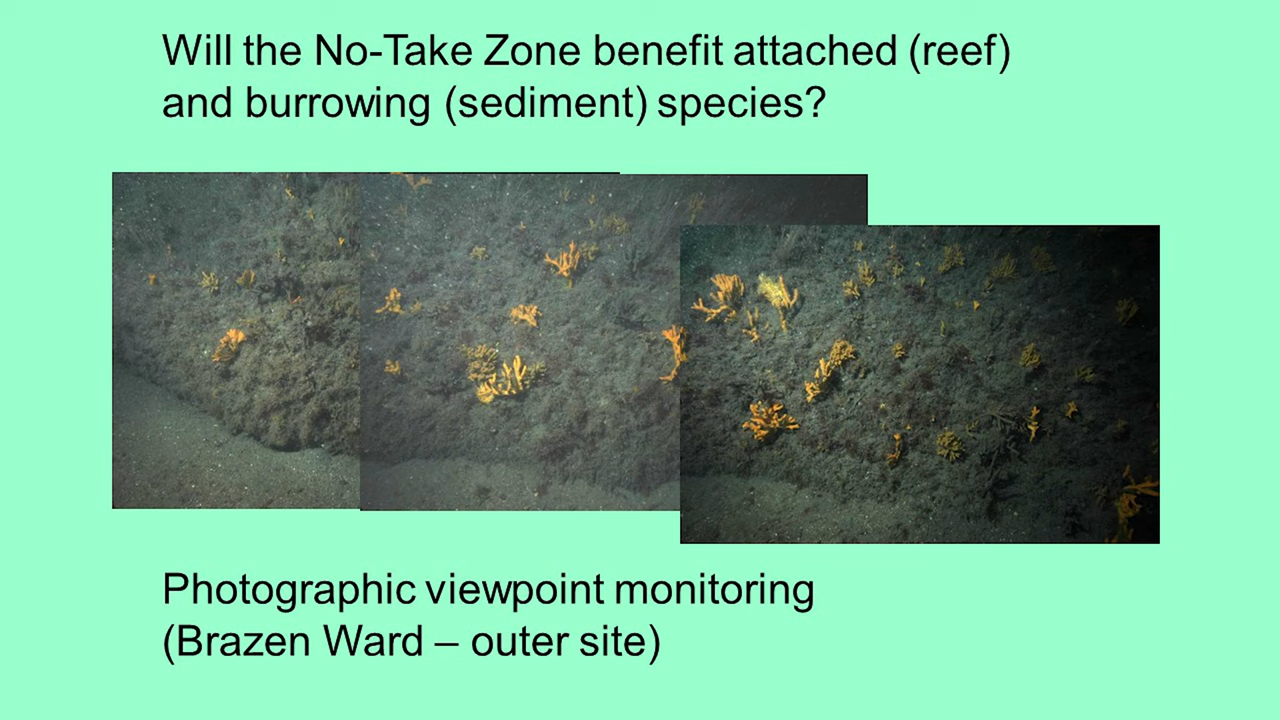 Will the No-Take Zone benefit attached (reef)
and burrowing (sediment) species?
Photographic viewpoint monitoring
(Brazen Ward – outer site)